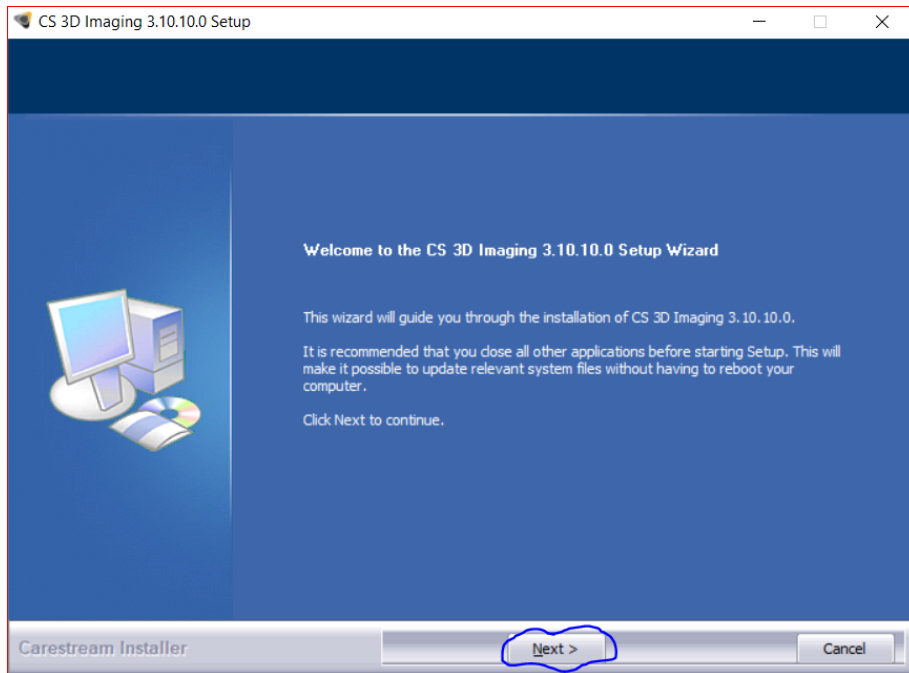 CS 3D Imaging 3.10.10.0 Setup
Welcome to the CS 3D Imaging 3.10.10.0 Setup Wizard
This wizard will guide you through the installation of CS 3D Imaging 3.10.10.0.
It is recommended that you close all other applications before starting Setup. This will
make it possible to update relevant system files without having to reboot your
computer.
Click Next to continue.
Carestream Installer
Next >
Cancel